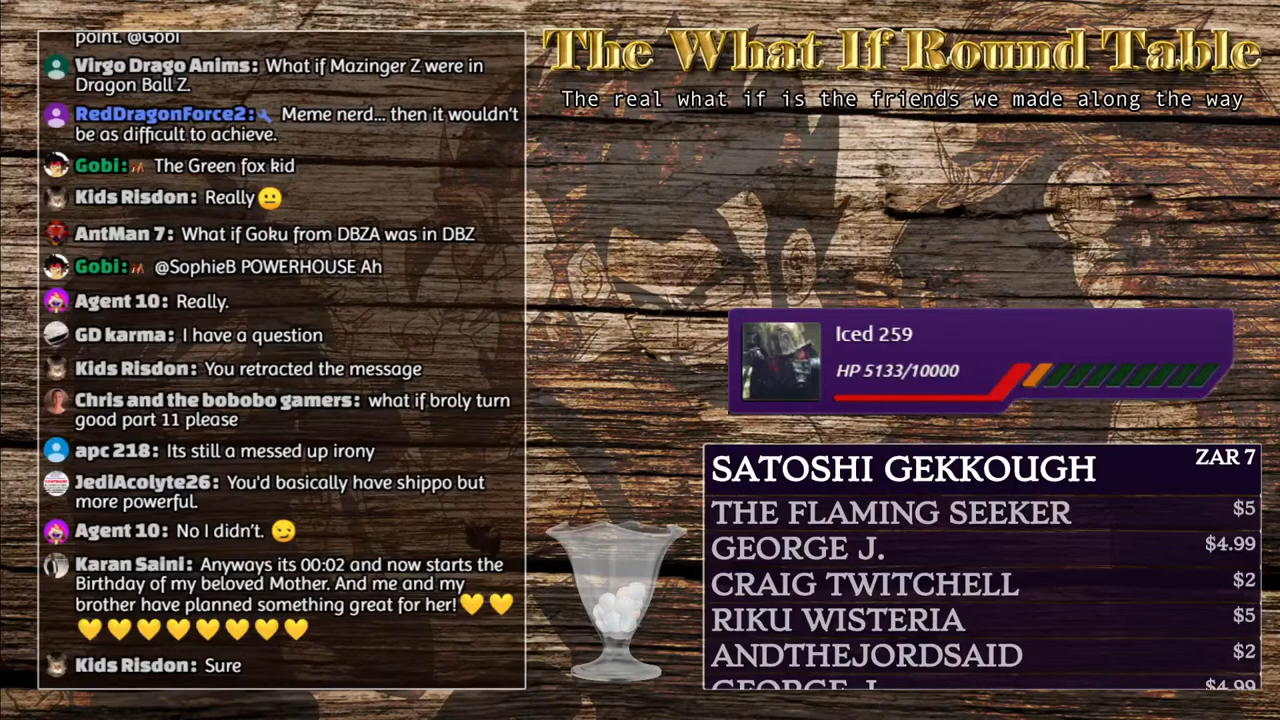 point. @Gobi
Virgo Drago Anims: What if Mazinger Z were in
Dragon Ball Z.
RedDragonForce2: Meme nerd... then it wouldn't
be as difficult to achieve.
Gobi: The Green fox kid
Kids Risdon: Really
AntMan 7: What if Goku from DBZA was in DBZ
Gobi: @SophieB POWERHOUSE Ah
Agent 10: Really.
GD karma: I have a question
Kids Risdon: You retracted the message
Chris and the bobobo gamers: what if broly turn
good part 11 please
apc 218: Its still a messed up irony
JediAcolyte26: You'd basically have shippo but
more powerful.
Agent 10: No I didn't.
Karan Saini: Anyways its 00:02 and now starts the
Birthday of my beloved Mother. And me and my
brother have planned something great for her!
Kids Risdon: Sure
The What If Round Table
The real what if is the friends we made along the way
Iced 259
HP 5133/10000
SATOSHI GEKKOUGH ZAR 7
THE FLAMING SEEKER $5
GEORGE J. $4.99
CRAIG TWITCHELL $2
RIKU WISTERIA $5
ANDTHEJORDSAID $2
GEORGE J. $4.99